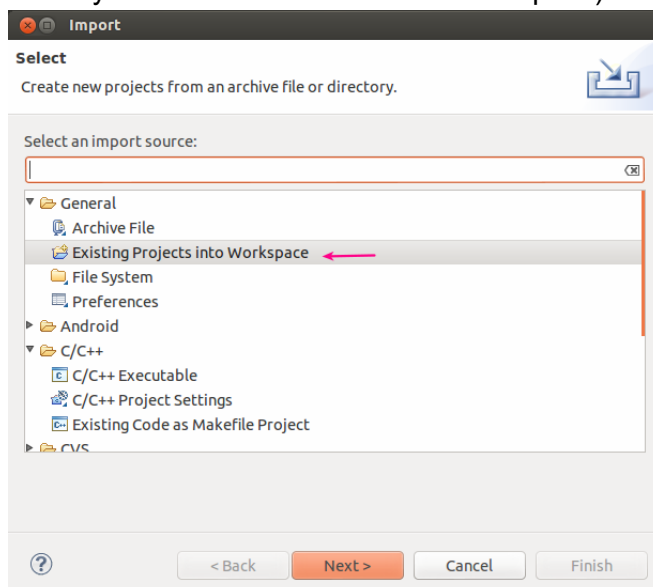 Import
Select
Create new projects from an archive file or directory.
Select an import source:
General
Archive File
Existing Projects into Workspace
File System
Preferences
Android
C/C++
C/C++ Executable
C/C++ Project Settings
Existing Code as Makefile Project
CVS
< Back Next > Cancel Finish